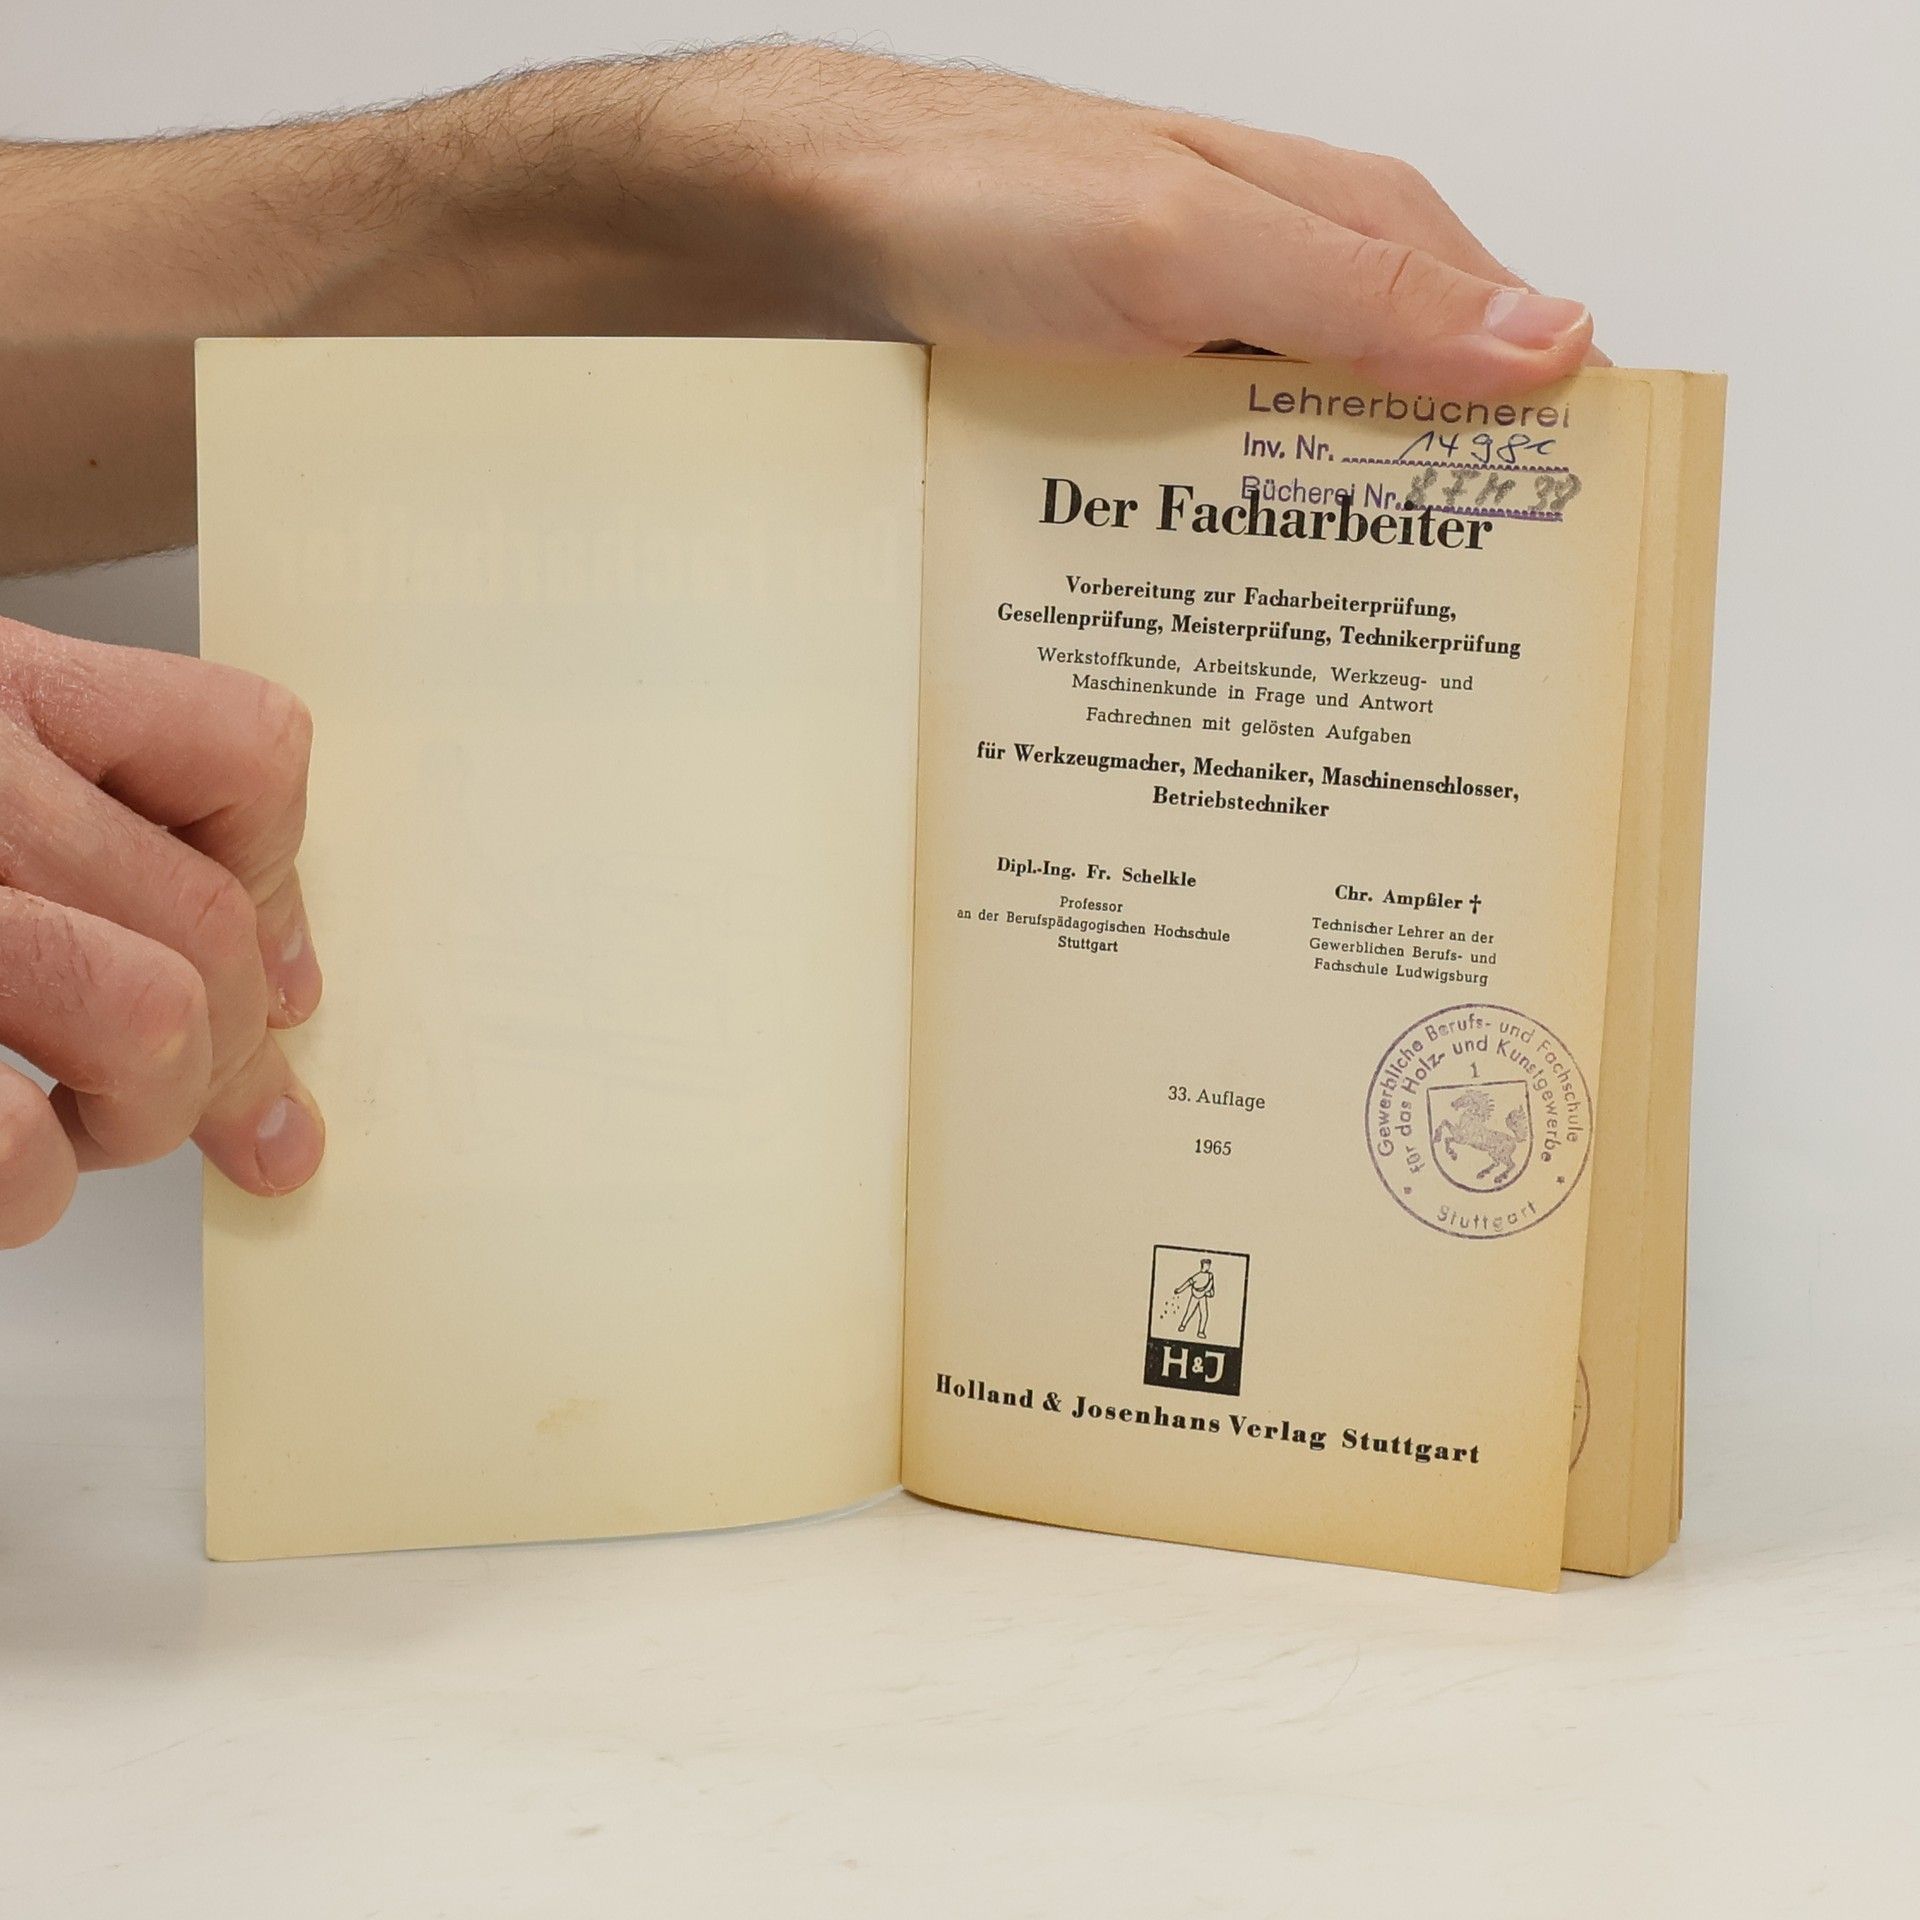 Lehrerbücherei
Inv. Nr. 1498
Bücherei Nr.
Der Facharbeiter
Vorbereitung zur Facharbeiterprüfung,
Gesellenprüfung, Meisterprüfung, Technikerprüfung
Werkstoffkunde, Arbeitskunde, Werkzeug- und
Maschinenkunde in Frage und Antwort
Fachrechnen mit gelösten Aufgaben
für Werkzeugmacher, Mechaniker, Maschinenschlosser,
Betriebstechniker
Dipl.-Ing. Fr. Schelkle
Professor
an der Berufspädagogischen Hochschule
Stuttgart
Chr. Ampßler †
Technischer Lehrer an der
Gewerblichen Berufs- und
Fachschule Ludwigsburg
Gewerbliche Berufs- und Fachschule
für das Holz- und Kunstgewerbe
1
Stuttgart
33. Auflage
1965
H&J
Holland & Josenhans Verlag Stuttgart